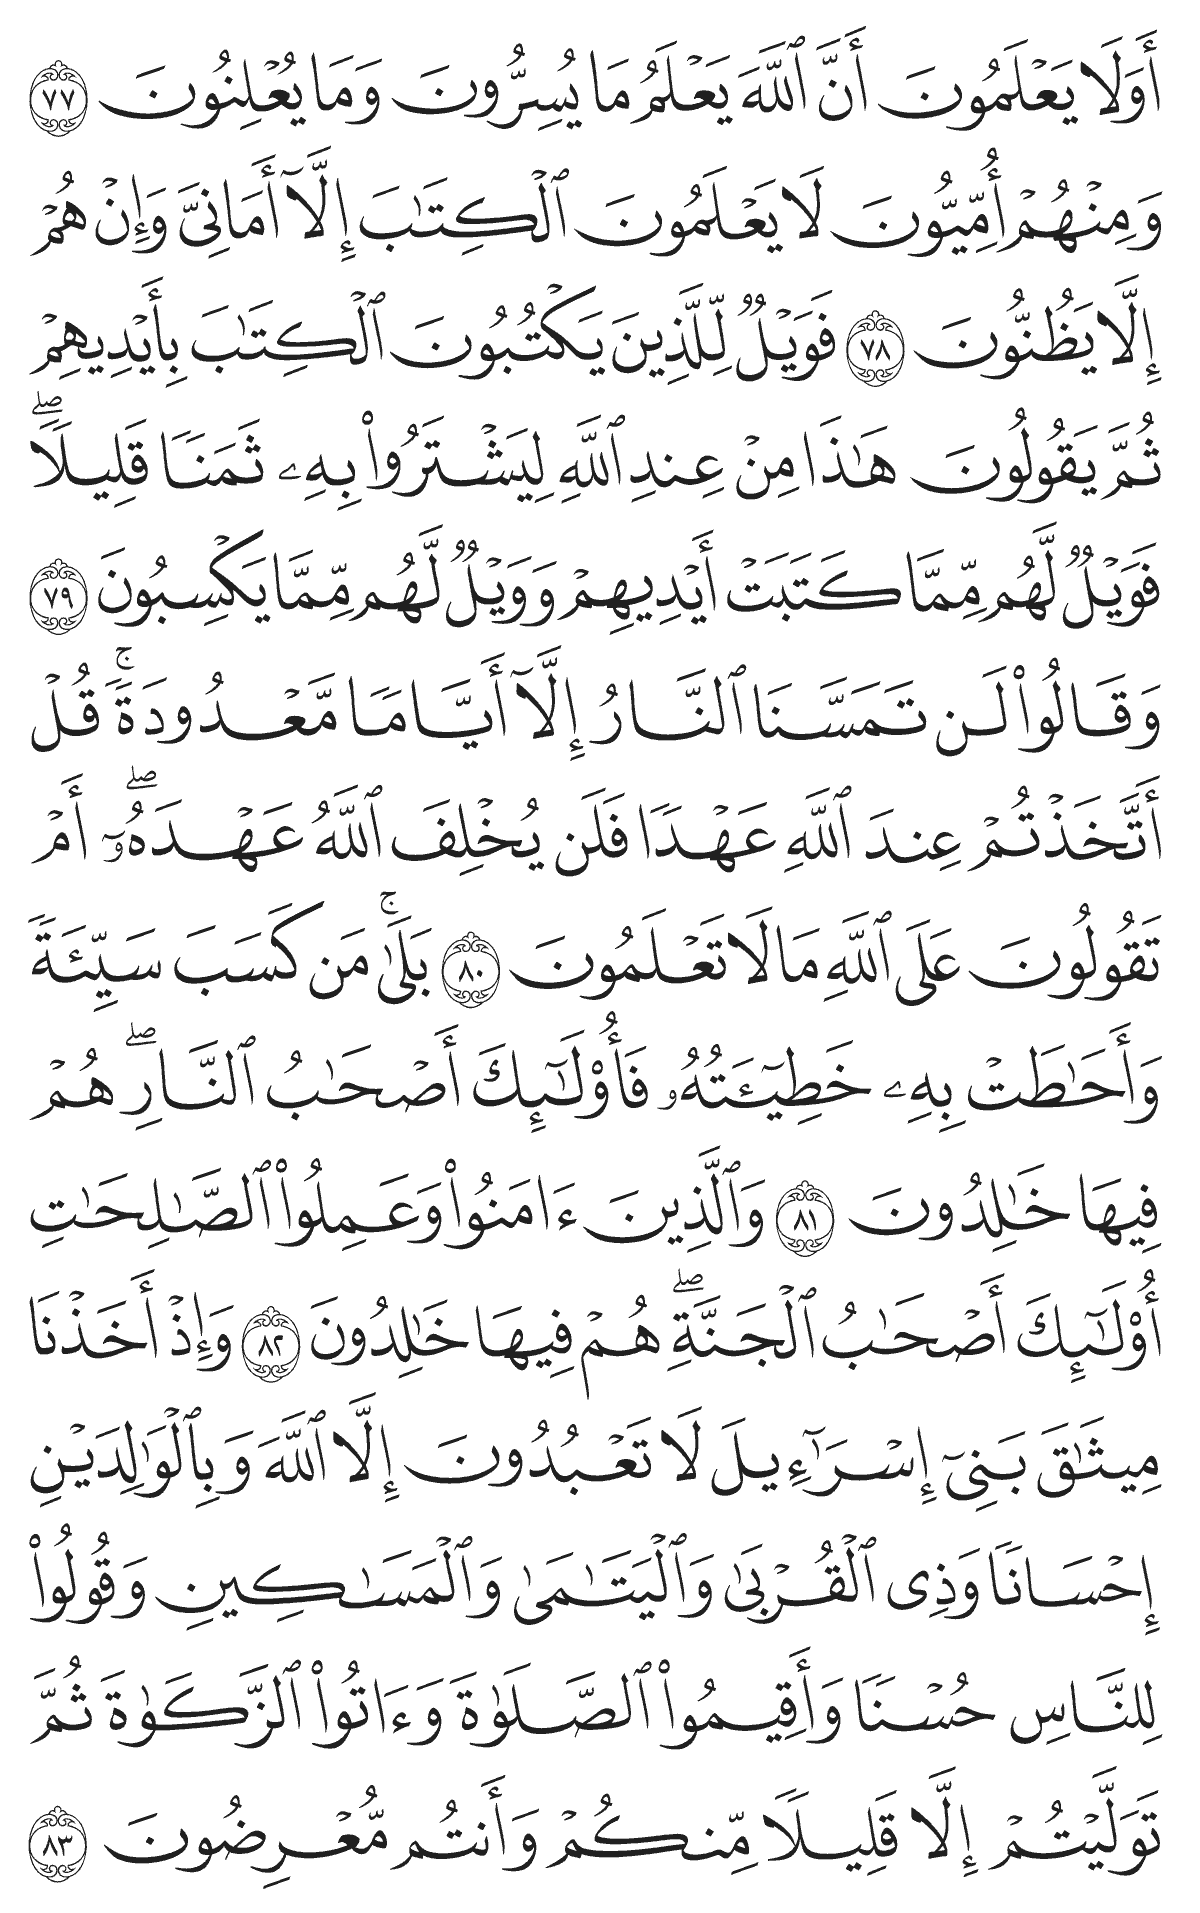 أَوَلَا يَعۡلَمُونَ أَنَّ ٱللَّهَ يَعۡلَمُ مَا يُسِرُّونَ وَمَا يُعۡلِنُونَ ٧٧
وَمِنۡهُمۡ أُمِّيُّونَ لَا يَعۡلَمُونَ ٱلۡكِتَٰبَ إِلَّآ أَمَانِيَّ وَإِنۡ هُمۡ
إِلَّا يَظُنُّونَ ٧٨ فَوَيۡلٞ لِّلَّذِينَ يَكۡتُبُونَ ٱلۡكِتَٰبَ بِأَيۡدِيهِمۡ
ثُمَّ يَقُولُونَ هَٰذَا مِنۡ عِندِ ٱللَّهِ لِيَشۡتَرُواْ بِهِۦ ثَمَنٗا قَلِيلٗاۖ
فَوَيۡلٞ لَّهُم مِّمَّا كَتَبَتۡ أَيۡدِيهِمۡ وَوَيۡلٞ لَّهُم مِّمَّا يَكۡسِبُونَ ٧٩
وَقَالُواْ لَن تَمَسَّنَا ٱلنَّارُ إِلَّآ أَيَّامٗا مَّعۡدُودَةٗۚ قُلۡ
أَتَّخَذۡتُمۡ عِندَ ٱللَّهِ عَهۡدٗا فَلَن يُخۡلِفَ ٱللَّهُ عَهۡدَهُۥٓۖ أَمۡ
تَقُولُونَ عَلَى ٱللَّهِ مَا لَا تَعۡلَمُونَ ٨٠ بَلَىٰۚ مَن كَسَبَ سَيِّئَةٗ
وَأَحَٰطَتۡ بِهِۦ خَطِيٓـَٔتُهُۥ فَأُوْلَٰٓئِكَ أَصۡحَٰبُ ٱلنَّارِۖ هُمۡ
فِيهَا خَٰلِدُونَ ٨١ وَٱلَّذِينَ ءَامَنُواْ وَعَمِلُواْ ٱلصَّٰلِحَٰتِ
أُوْلَٰٓئِكَ أَصۡحَٰبُ ٱلۡجَنَّةِۖ هُمۡ فِيهَا خَٰلِدُونَ ٨٢ وَإِذۡ أَخَذۡنَا
مِيثَٰقَ بَنِيٓ إِسۡرَٰٓءِيلَ لَا تَعۡبُدُونَ إِلَّا ٱللَّهَ وَبِٱلۡوَٰلِدَيۡنِ
إِحۡسَانٗا وَذِي ٱلۡقُرۡبَىٰ وَٱلۡيَتَٰمَىٰ وَٱلۡمَسَٰكِينِ وَقُولُواْ
لِلنَّاسِ حُسۡنٗا وَأَقِيمُواْ ٱلصَّلَوٰةَ وَءَاتُواْ ٱلزَّكَوٰةَ ثُمَّ
تَوَلَّيۡتُمۡ إِلَّا قَلِيلٗا مِّنكُمۡ وَأَنتُم مُّعۡرِضُونَ ٨٣